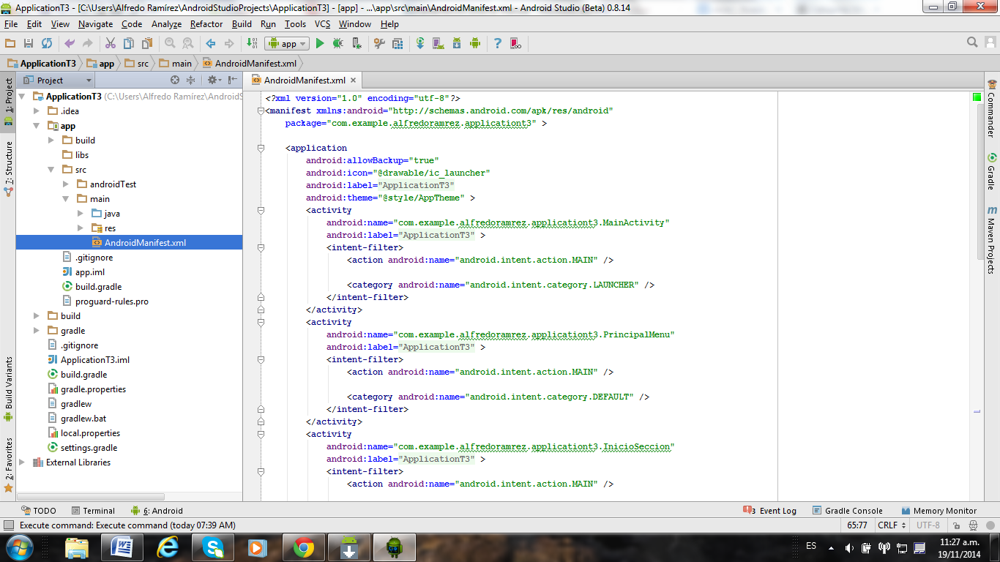 ApplicationT3 - [C:\Users\Alfredo Ramírez\AndroidStudioProjects\ApplicationT3] - [app] - ...\app\src\main\AndroidManifest.xml - Android Studio (Beta) 0.8.14
File Edit View Navigate Code Analyze Refactor Build Run Tools VCS Window Help
app
ApplicationT3 app src main AndroidManifest.xml
1: Project
7: Structure
Build Variants
2: Favorites
Project
ApplicationT3 (C:\Users\Alfredo Ramírez\AndroidS
.idea
app
build
libs
src
androidTest
main
java
res
AndroidManifest.xml
.gitignore
app.iml
build.gradle
proguard-rules.pro
build
gradle
.gitignore
ApplicationT3.iml
build.gradle
gradle.properties
gradlew
gradlew.bat
local.properties
settings.gradle
External Libraries
AndroidManifest.xml
<?xml version="1.0" encoding="utf-8"?>
<manifest xmlns:android="http://schemas.android.com/apk/res/android"
package="com.example.alfredoramrez.applicationt3" >
<application
android:allowBackup="true"
android:icon="@drawable/ic_launcher"
android:label="ApplicationT3"
android:theme="@style/AppTheme" >
<activity
android:name="com.example.alfredoramrez.applicationt3.MainActivity"
android:label="ApplicationT3" >
<intent-filter>
<action android:name="android.intent.action.MAIN" />
<category android:name="android.intent.category.LAUNCHER" />
</intent-filter>
</activity>
<activity
android:name="com.example.alfredoramrez.applicationt3.PrincipalMenu"
android:label="ApplicationT3" >
<intent-filter>
<action android:name="android.intent.action.MAIN" />
<category android:name="android.intent.category.DEFAULT" />
</intent-filter>
</activity>
<activity
android:name="com.example.alfredoramrez.applicationt3.InicioSeccion"
android:label="ApplicationT3" >
<intent-filter>
<action android:name="android.intent.action.MAIN" />
Commander
Gradle
Maven Projects
TODO Terminal 6: Android 3 Event Log Gradle Console Memory Monitor
Execute command: Execute command (today 07:39 AM) 65:77 CRLF UTF-8
ES 11:27 a.m.
19/11/2014